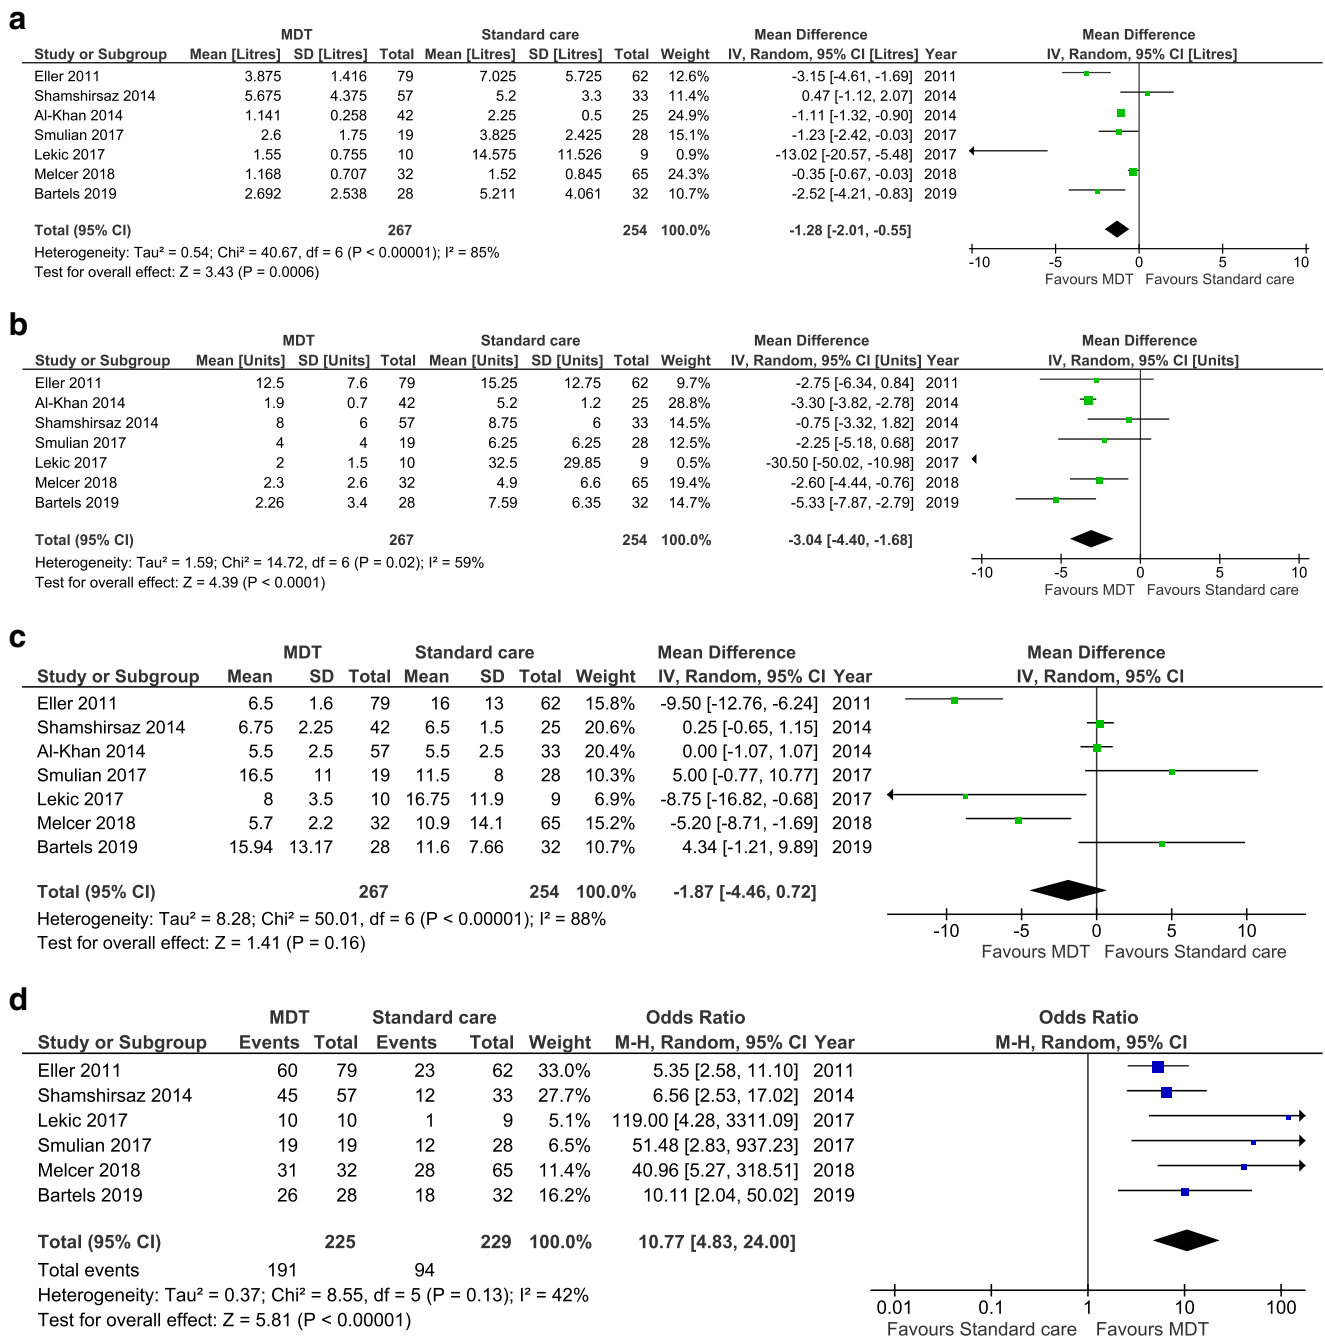 a
MDT Standard care Mean Difference Mean Difference
Study or Subgroup Mean [Litres] SD [Litres] Total Mean [Litres] SD [Litres] Total Weight IV, Random, 95% CI [Litres] Year IV, Random, 95% CI [Litres]
Eller 2011 3.875 1.416 79 7.025 5.725 62 12.6% -3.15 [-4.61, -1.69] 2011
Shamshirsaz 2014 5.675 4.375 57 5.2 3.3 33 11.4% 0.47 [-1.12, 2.07] 2014
Al-Khan 2014 1.141 0.258 42 2.25 0.5 25 24.9% -1.11 [-1.32, -0.90] 2014
Smulian 2017 2.6 1.75 19 3.825 2.425 28 15.1% -1.23 [-2.42, -0.03] 2017
Lekic 2017 1.55 0.755 10 14.575 11.526 9 0.9% -13.02 [-20.57, -5.48] 2017
Melcer 2018 1.168 0.707 32 1.52 0.845 65 24.3% -0.35 [-0.67, -0.03] 2018
Bartels 2019 2.692 2.538 28 5.211 4.061 32 10.7% -2.52 [-4.21, -0.83] 2019
Total (95% CI) 267 254 100.0% -1.28 [-2.01, -0.55]
Heterogeneity: Tau² = 0.54; Chi² = 40.67, df = 6 (P < 0.00001); I² = 85%
Test for overall effect: Z = 3.43 (P = 0.0006)
-10 -5 0 5 10
Favours MDT Favours Standard care
b
MDT Standard care Mean Difference Mean Difference
Study or Subgroup Mean [Units] SD [Units] Total Mean [Units] SD [Units] Total Weight IV, Random, 95% CI [Units] Year IV, Random, 95% CI [Units]
Eller 2011 12.5 7.6 79 15.25 12.75 62 9.7% -2.75 [-6.34, 0.84] 2011
Al-Khan 2014 1.9 0.7 42 5.2 1.2 25 28.8% -3.30 [-3.82, -2.78] 2014
Shamshirsaz 2014 8 6 57 8.75 6 33 14.5% -0.75 [-3.32, 1.82] 2014
Smulian 2017 4 4 19 6.25 6.25 28 12.5% -2.25 [-5.18, 0.68] 2017
Lekic 2017 2 1.5 10 32.5 29.85 9 0.5% -30.50 [-50.02, -10.98] 2017
Melcer 2018 2.3 2.6 32 4.9 6.6 65 19.4% -2.60 [-4.44, -0.76] 2018
Bartels 2019 2.26 3.4 28 7.59 6.35 32 14.7% -5.33 [-7.87, -2.79] 2019
Total (95% CI) 267 254 100.0% -3.04 [-4.40, -1.68]
Heterogeneity: Tau² = 1.59; Chi² = 14.72, df = 6 (P = 0.02); I² = 59%
Test for overall effect: Z = 4.39 (P < 0.0001)
-10 -5 0 5 10
Favours MDT Favours Standard care
c
MDT Standard care Mean Difference Mean Difference
Study or Subgroup Mean SD Total Mean SD Total Weight IV, Random, 95% CI Year IV, Random, 95% CI
Eller 2011 6.5 1.6 79 16 13 62 15.8% -9.50 [-12.76, -6.24] 2011
Shamshirsaz 2014 6.75 2.25 42 6.5 1.5 25 20.6% 0.25 [-0.65, 1.15] 2014
Al-Khan 2014 5.5 2.5 57 5.5 2.5 33 20.4% 0.00 [-1.07, 1.07] 2014
Smulian 2017 16.5 11 19 11.5 8 28 10.3% 5.00 [-0.77, 10.77] 2017
Lekic 2017 8 3.5 10 16.75 11.9 9 6.9% -8.75 [-16.82, -0.68] 2017
Melcer 2018 5.7 2.2 32 10.9 14.1 65 15.2% -5.20 [-8.71, -1.69] 2018
Bartels 2019 15.94 13.17 28 11.6 7.66 32 10.7% 4.34 [-1.21, 9.89] 2019
Total (95% CI) 267 254 100.0% -1.87 [-4.46, 0.72]
Heterogeneity: Tau² = 8.28; Chi² = 50.01, df = 6 (P < 0.00001); I² = 88%
Test for overall effect: Z = 1.41 (P = 0.16)
-10 -5 0 5 10
Favours MDT Favours Standard care
d
MDT Standard care Odds Ratio Odds Ratio
Study or Subgroup Events Total Events Total Weight M-H, Random, 95% CI Year M-H, Random, 95% CI
Eller 2011 60 79 23 62 33.0% 5.35 [2.58, 11.10] 2011
Shamshirsaz 2014 45 57 12 33 27.7% 6.56 [2.53, 17.02] 2014
Lekic 2017 10 10 1 9 5.1% 119.00 [4.28, 3311.09] 2017
Smulian 2017 19 19 12 28 6.5% 51.48 [2.83, 937.23] 2017
Melcer 2018 31 32 28 65 11.4% 40.96 [5.27, 318.51] 2018
Bartels 2019 26 28 18 32 16.2% 10.11 [2.04, 50.02] 2019
Total (95% CI) 225 229 100.0% 10.77 [4.83, 24.00]
Total events 191 94
Heterogeneity: Tau² = 0.37; Chi² = 8.55, df = 5 (P = 0.13); I² = 42%
Test for overall effect: Z = 5.81 (P < 0.00001)
0.01 0.1 1 10 100
Favours Standard care Favours MDT